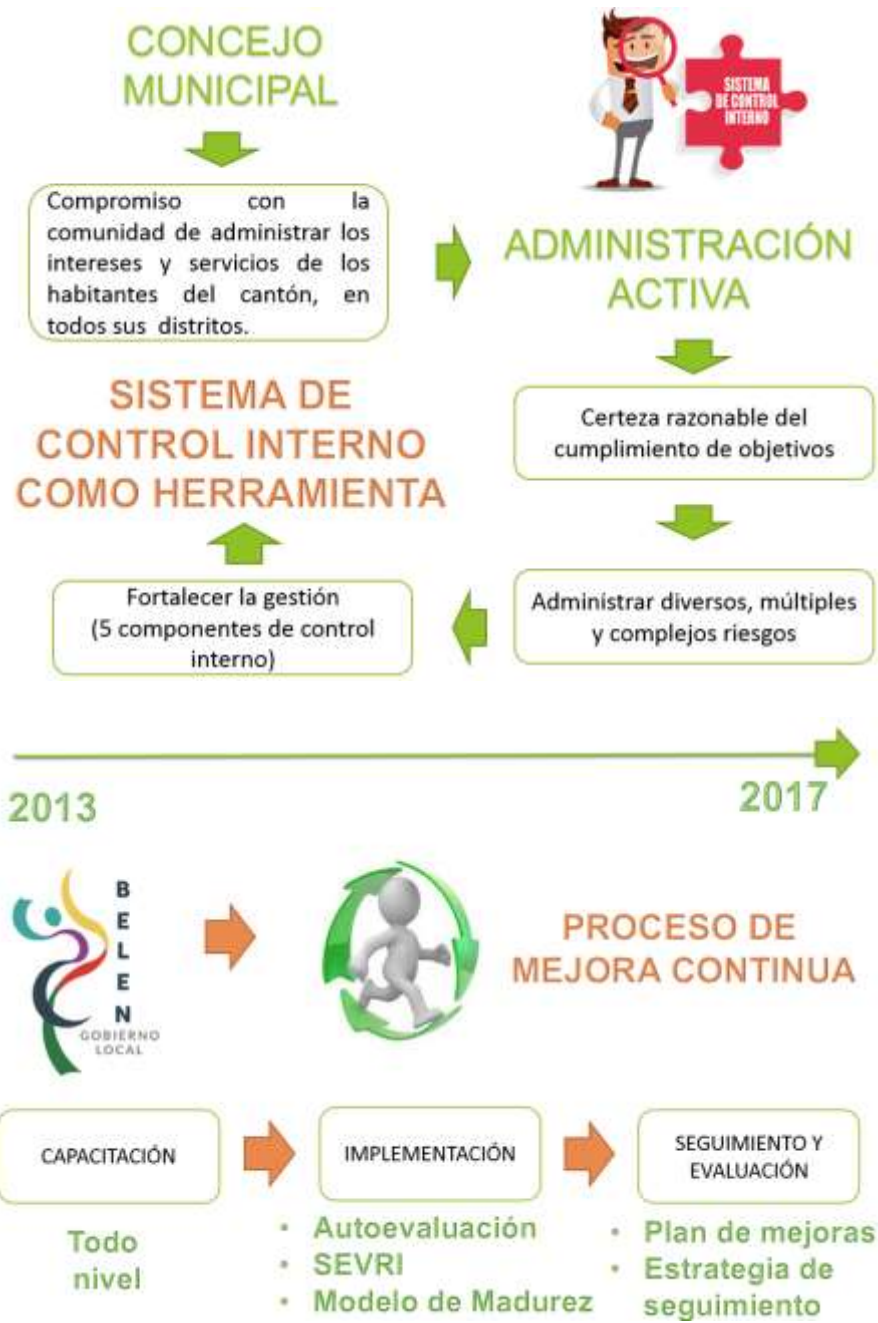 CONCEJO
MUNICIPAL
SISTEMA
DE CONTROL
INTERNO
Compromiso con la
comunidad de administrar los
intereses y servicios de los
habitantes del cantón, en
todos sus distritos.
ADMINISTRACIÓN
ACTIVA
Certeza razonable del
cumplimiento de objetivos
SISTEMA DE
CONTROL INTERNO
COMO HERRAMIENTA
Administrar diversos, múltiples
y complejos riesgos
Fortalecer la gestión
(5 componentes de control
interno)
2013
2017
BELEN
GOBIERNO
LOCAL
PROCESO DE
MEJORA CONTINUA
CAPACITACIÓN
IMPLEMENTACIÓN
SEGUIMIENTO Y
EVALUACIÓN
Todo
nivel
• Autoevaluación
• SEVRI
• Modelo de Madurez
• Plan de mejoras
• Estrategia de
seguimiento